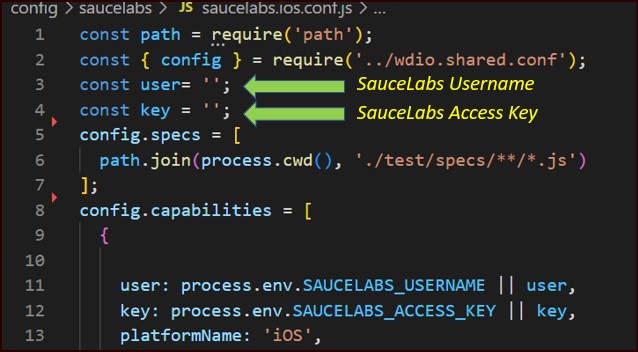 config > saucelabs > JS saucelabs.ios.conf.js > ...
1 const path = require('path');
2 const { config } = require('../wdio.shared.conf');
3 const user= ''; SauceLabs Username
4 const key = ''; SauceLabs Access Key
5 config.specs = [
6 path.join(process.cwd(), './test/specs/**/*.js')
7 ];
8 config.capabilities = [
9 {
10
11 user: process.env.SAUCELABS_USERNAME || user,
12 key: process.env.SAUCELABS_ACCESS_KEY || key,
13 platformName: 'iOS',